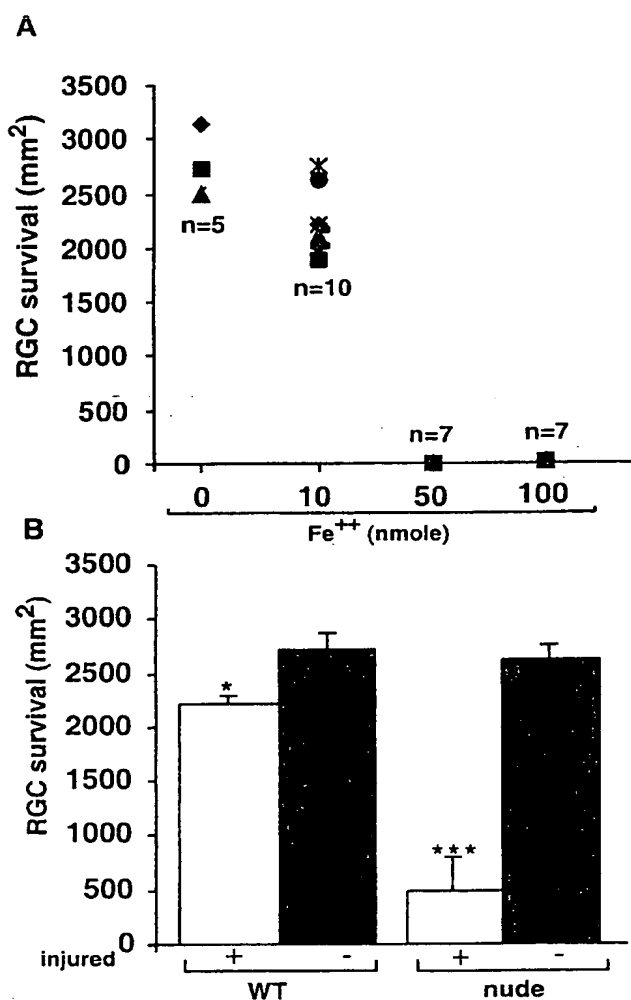 A
RGC survival (mm²)
3500
3000
2500
2000
1500
1000
500
0
n=5
n=10
n=7
n=7
0 10 50 100
Fe⁺⁺ (nmole)
B
RGC survival (mm²)
3500
3000
2500
2000
1500
1000
500
0
*
***
injured + - + -
WT nude